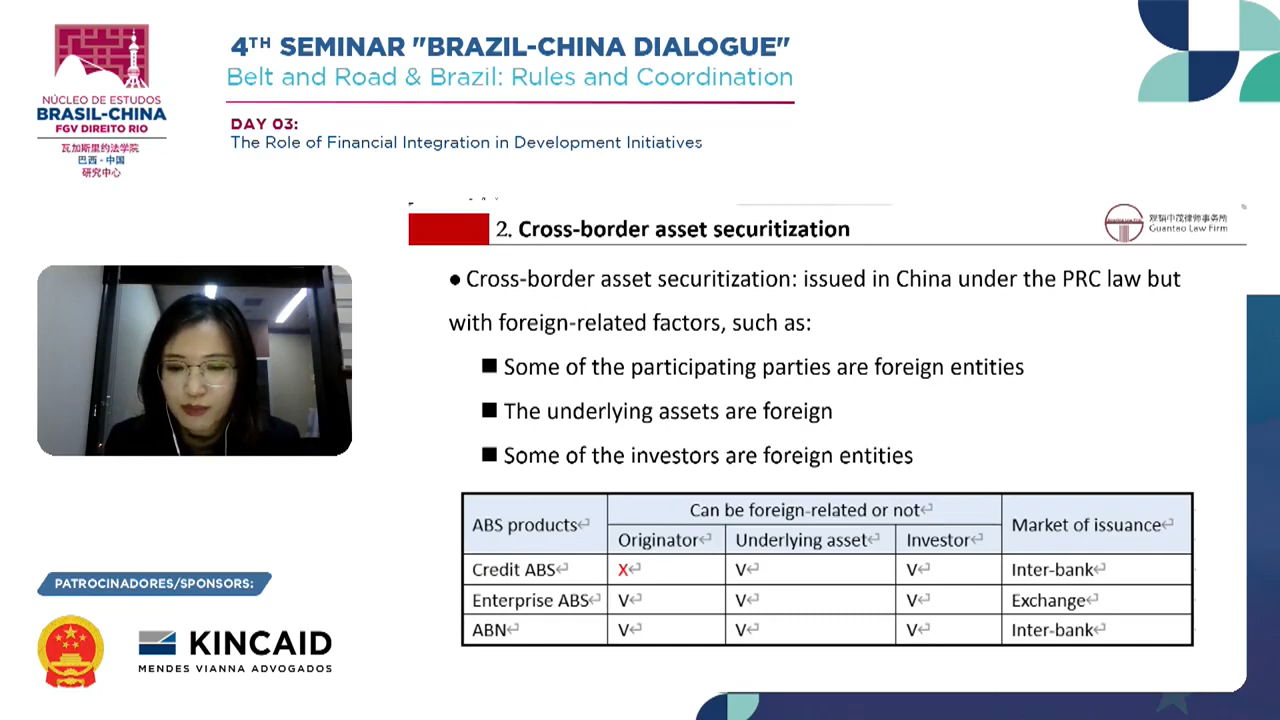 4TH SEMINAR "BRAZIL-CHINA DIALOGUE"
Belt and Road & Brazil: Rules and Coordination
NÚCLEO DE ESTUDOS
BRASIL-CHINA
FGV DIREITO RIO
瓦加斯里约法学院
巴西 - 中国
研究中心
DAY 03:
The Role of Financial Integration in Development Initiatives
2. Cross-border asset securitization
观韬中茂律师事务所
Guantao Law Firm
● Cross-border asset securitization: issued in China under the PRC law but
with foreign-related factors, such as:
■ Some of the participating parties are foreign entities
■ The underlying assets are foreign
■ Some of the investors are foreign entities
ABS products Can be foreign-related or not Market of issuance
Originator Underlying asset Investor
Credit ABS X V V Inter-bank
Enterprise ABS V V V Exchange
ABN V V V Inter-bank
PATROCINADORES/SPONSORS:
KINCAID
MENDES VIANNA ADVOGADOS